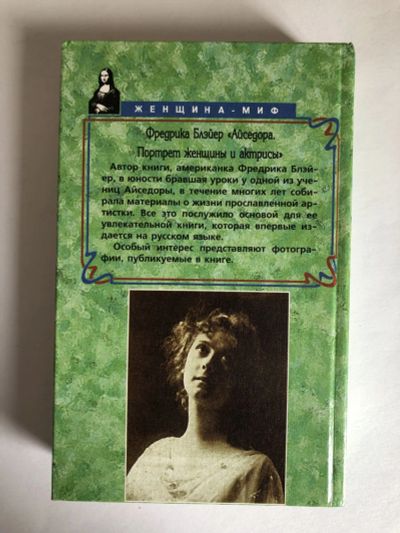 ЖЕНЩИНА-МИФ
Фредрика Блэйер «Айседора.
Портрет женщины и актрисы»
Автор книги, американка Фредрика Блэй-
ер, в юности бравшая уроки у одной из уче-
ниц Айседоры, в течение многих лет соби-
рала материалы о жизни прославленной ар-
тистки. Все это послужило основой для ее
увлекательной книги, которая впервые из-
дается на русском языке.
Особый интерес представляют фотогра-
фии, публикуемые в книге.